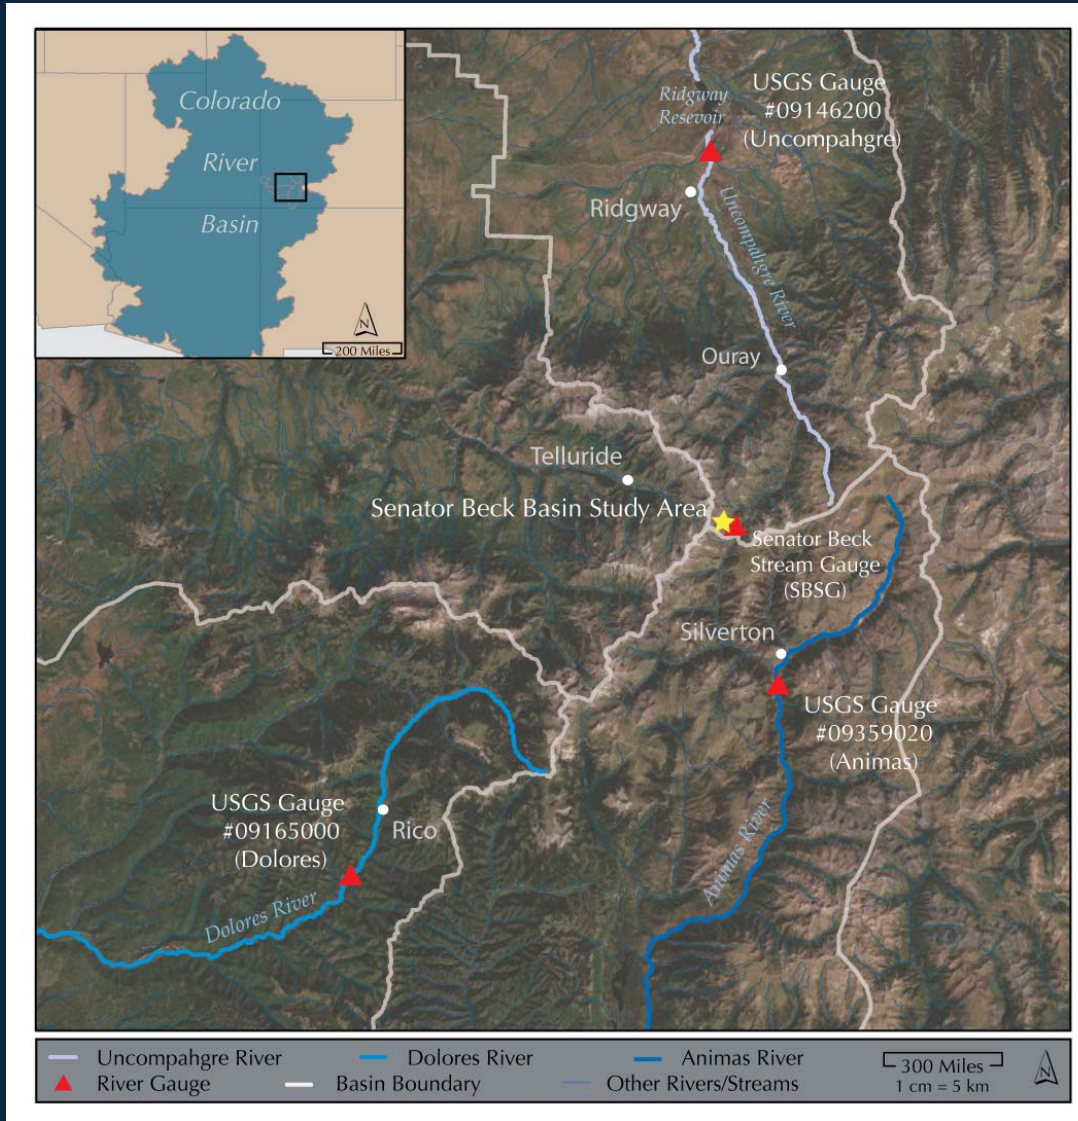 Colorado
River
Basin
N
200 Miles
Ridgway
Resevoir
USGS Gauge
#09146200
(Uncompahgre)
Ridgway
Uncompahgre River
Ouray
Telluride
Senator Beck Basin Study Area
Senator Beck
Stream Gauge
(SBSG)
Silverton
USGS Gauge
#09359020
(Animas)
USGS Gauge
#09165000
(Dolores)
Rico
Animas River
Dolores River
Uncompahgre River
Dolores River
Animas River
River Gauge
Basin Boundary
Other Rivers/Streams
300 Miles
1 cm = 5 km
N